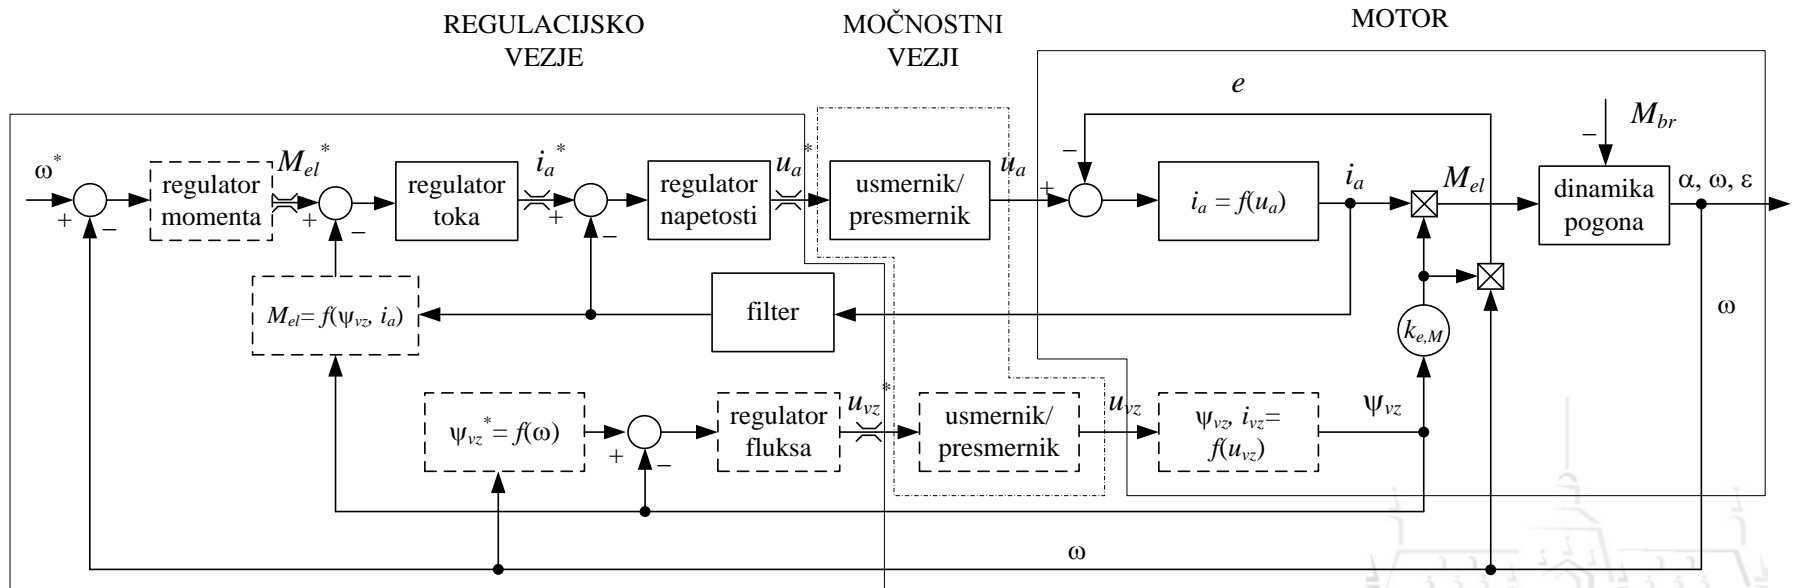 REGULACIJSKO
VEZJE
MOČNOSTNI
VEZJI
MOTOR
e
M_br
−
−
ω*
+
−
regulator
momenta
M_el*
+
−
regulator
toka
i_a*
+
−
regulator
napetosti
u_a*
usmernik/
presmernik
u_a
+
i_a = f(u_a)
i_a
M_el
dinamika
pogona
α, ω, ε
M_el= f(ψ_vz, i_a)
filter
k_e,M
ω
ψ_vz*= f(ω)
+
−
regulator
fluksa
u_vz*
usmernik/
presmernik
u_vz
ψ_vz, i_vz=
f(u_vz)
ψ_vz
ω